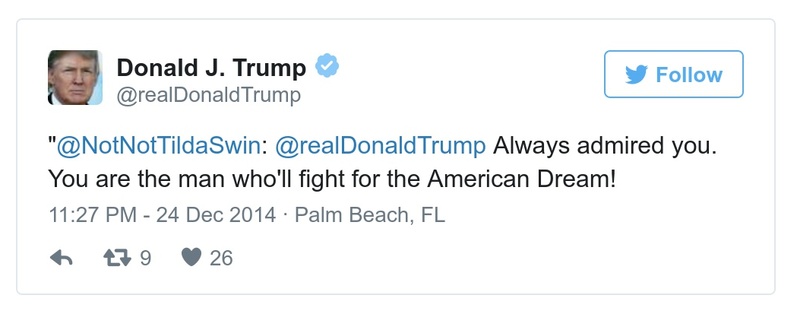 Donald J. Trump
@realDonaldTrump
Follow
"@NotNotTildaSwin: @realDonaldTrump Always admired you.
You are the man who'll fight for the American Dream!
11:27 PM - 24 Dec 2014 · Palm Beach, FL
9 26